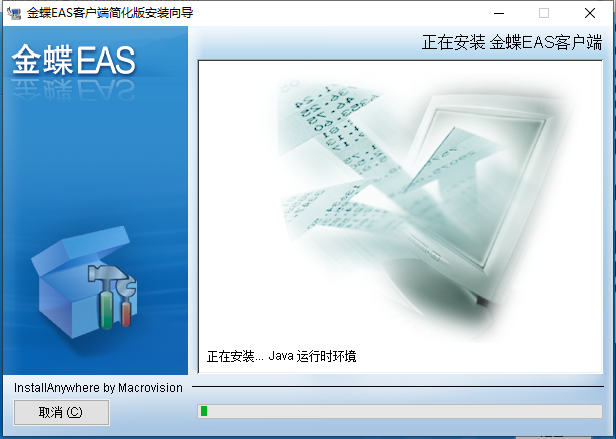 金蝶EAS客户端简化版安装向导
正在安装 金蝶EAS客户端
金蝶EAS
正在安装... Java 运行时环境
InstallAnywhere by Macrovision
取消 (C)